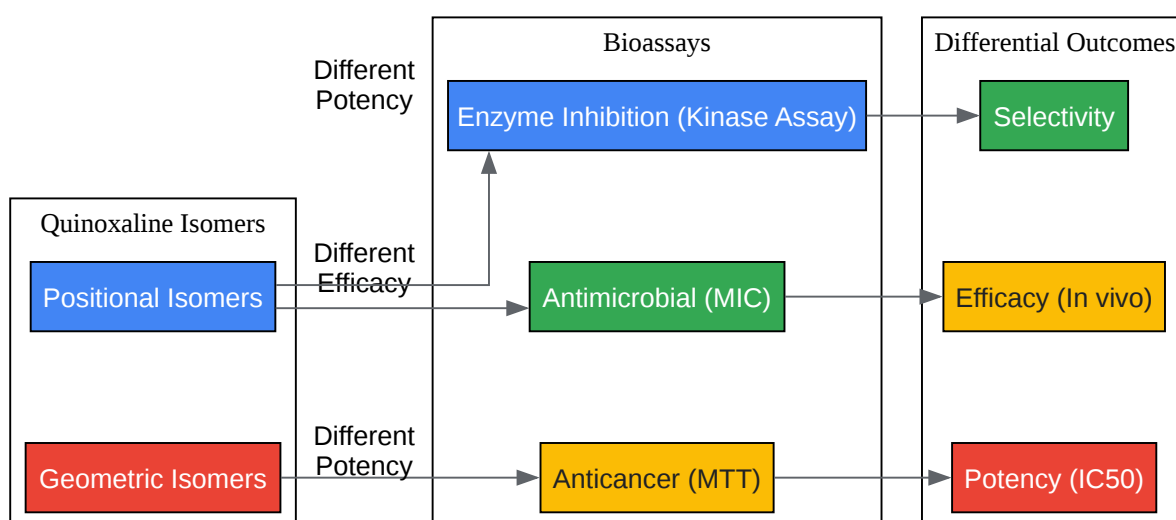 Bioassays
Differential Outcomes
Different
Potency
Enzyme Inhibition (Kinase Assay)
Selectivity
Quinoxaline Isomers
Different
Efficacy
Positional Isomers
Antimicrobial (MIC)
Efficacy (In vivo)
Different
Potency
Geometric Isomers
Anticancer (MTT)
Potency (IC50)